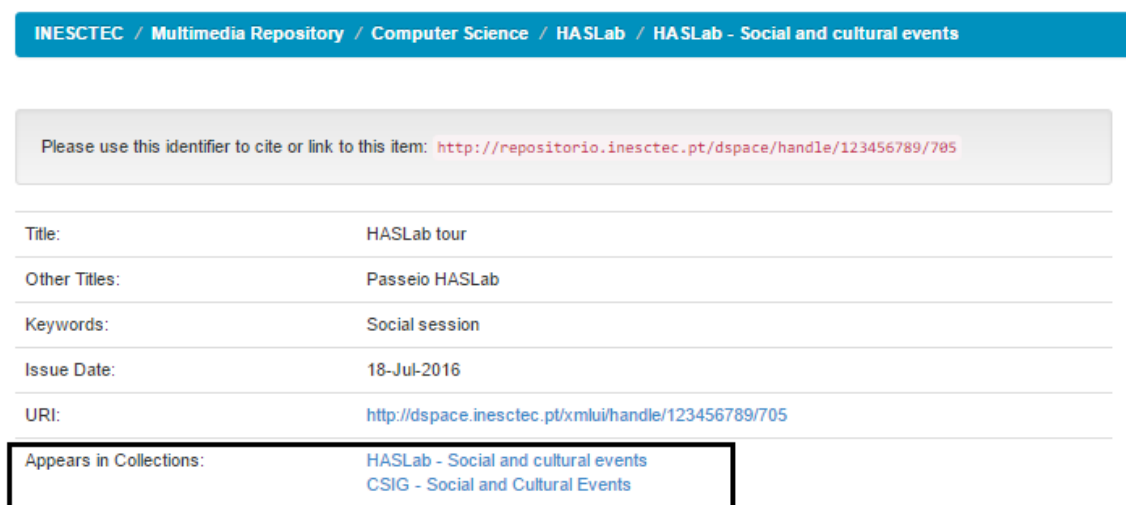 INESCTEC / Multimedia Repository / Computer Science / HASLab / HASLab - Social and cultural events
Please use this identifier to cite or link to this item: http://repositorio.inesctec.pt/dspace/handle/123456789/705
Title: HASLab tour
Other Titles: Passeio HASLab
Keywords: Social session
Issue Date: 18-Jul-2016
URI: http://dspace.inesctec.pt/xmlui/handle/123456789/705
Appears in Collections: HASLab - Social and cultural events
CSIG - Social and Cultural Events